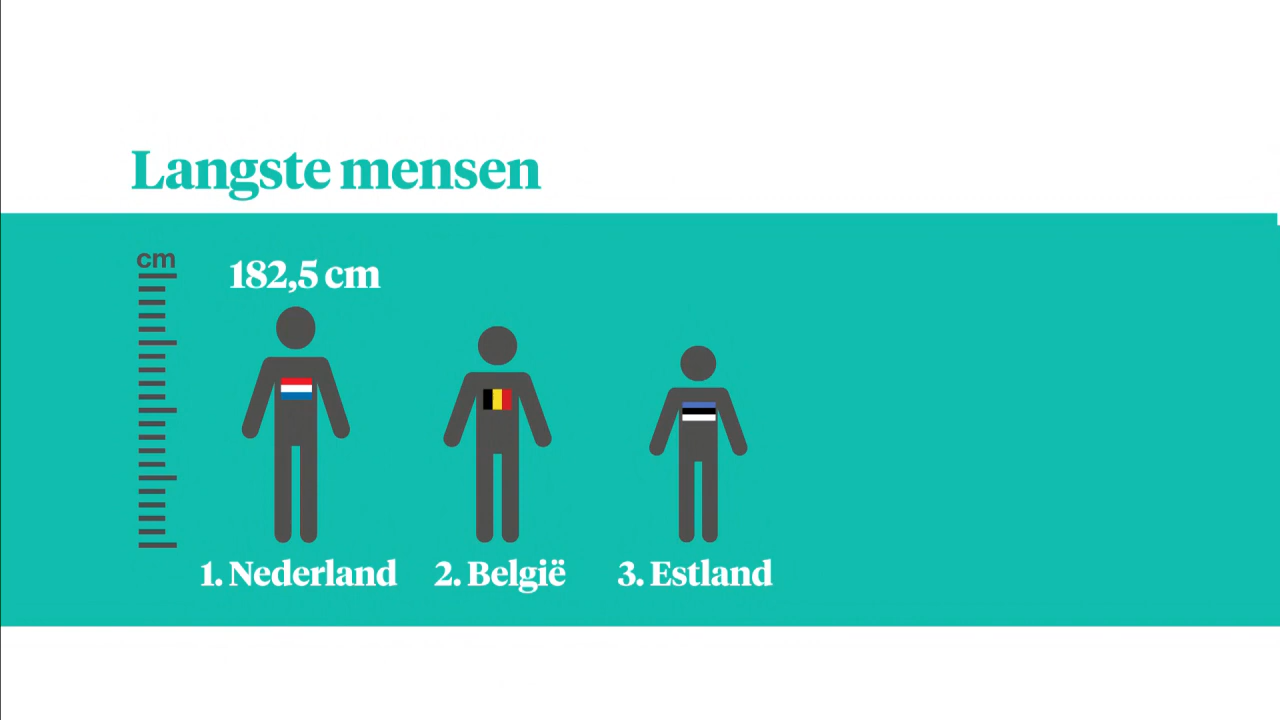 Langste mensen
cm
182,5 cm
1. Nederland
2. België
3. Estland